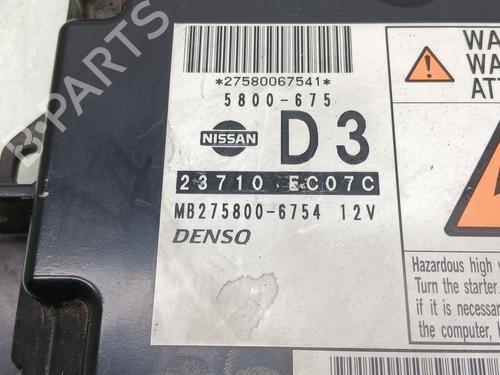 B-PARTS
*27580067541*
5800-675
NISSAN
D3
23710 EC07C
MB275800-6754 12V
DENSO
WA
WA
ATT
Hazardous high v
Turn the starter
if it is necessar
the computer, h